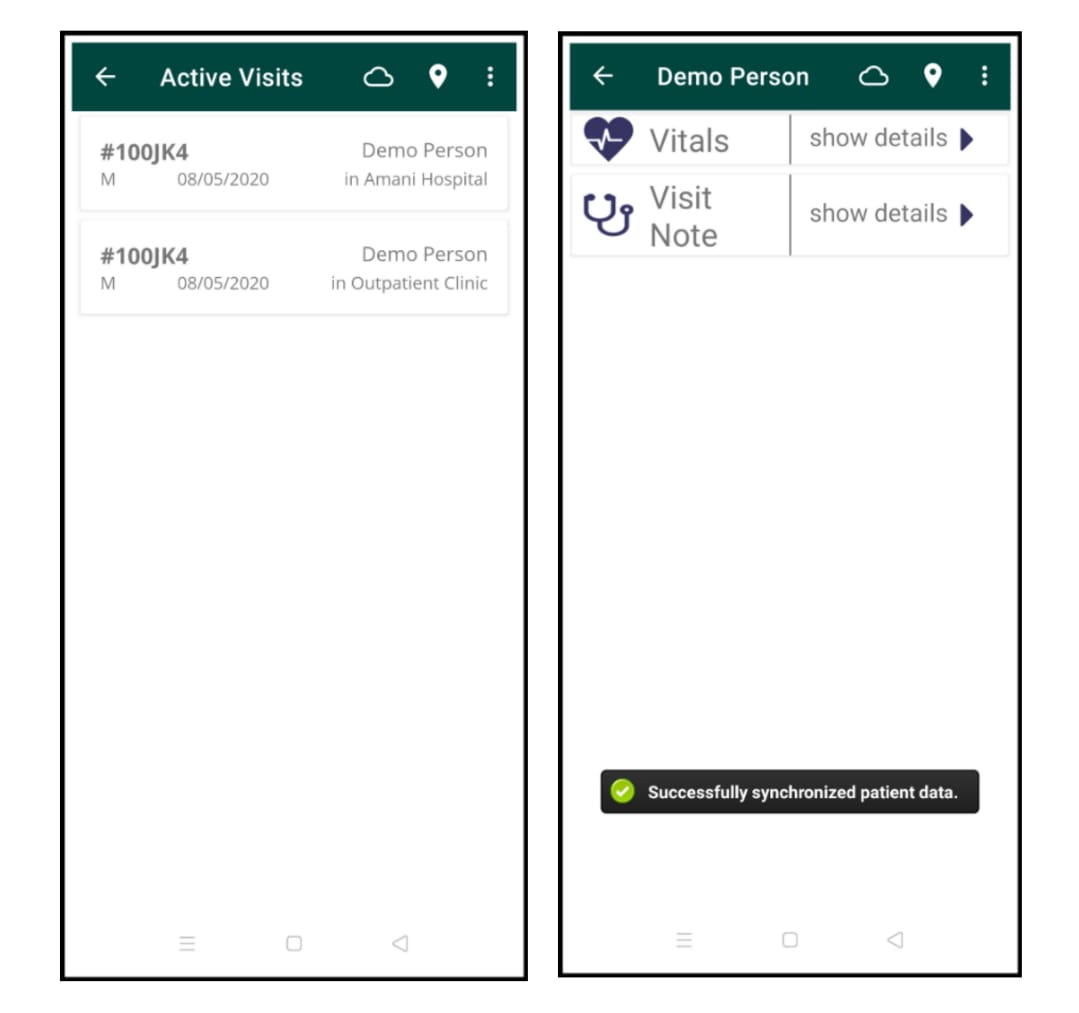 Active Visits
#100JK4 Demo Person
M 08/05/2020 in Amani Hospital
#100JK4 Demo Person
M 08/05/2020 in Outpatient Clinic
Demo Person
Vitals show details
Visit
Note
show details
Successfully synchronized patient data.